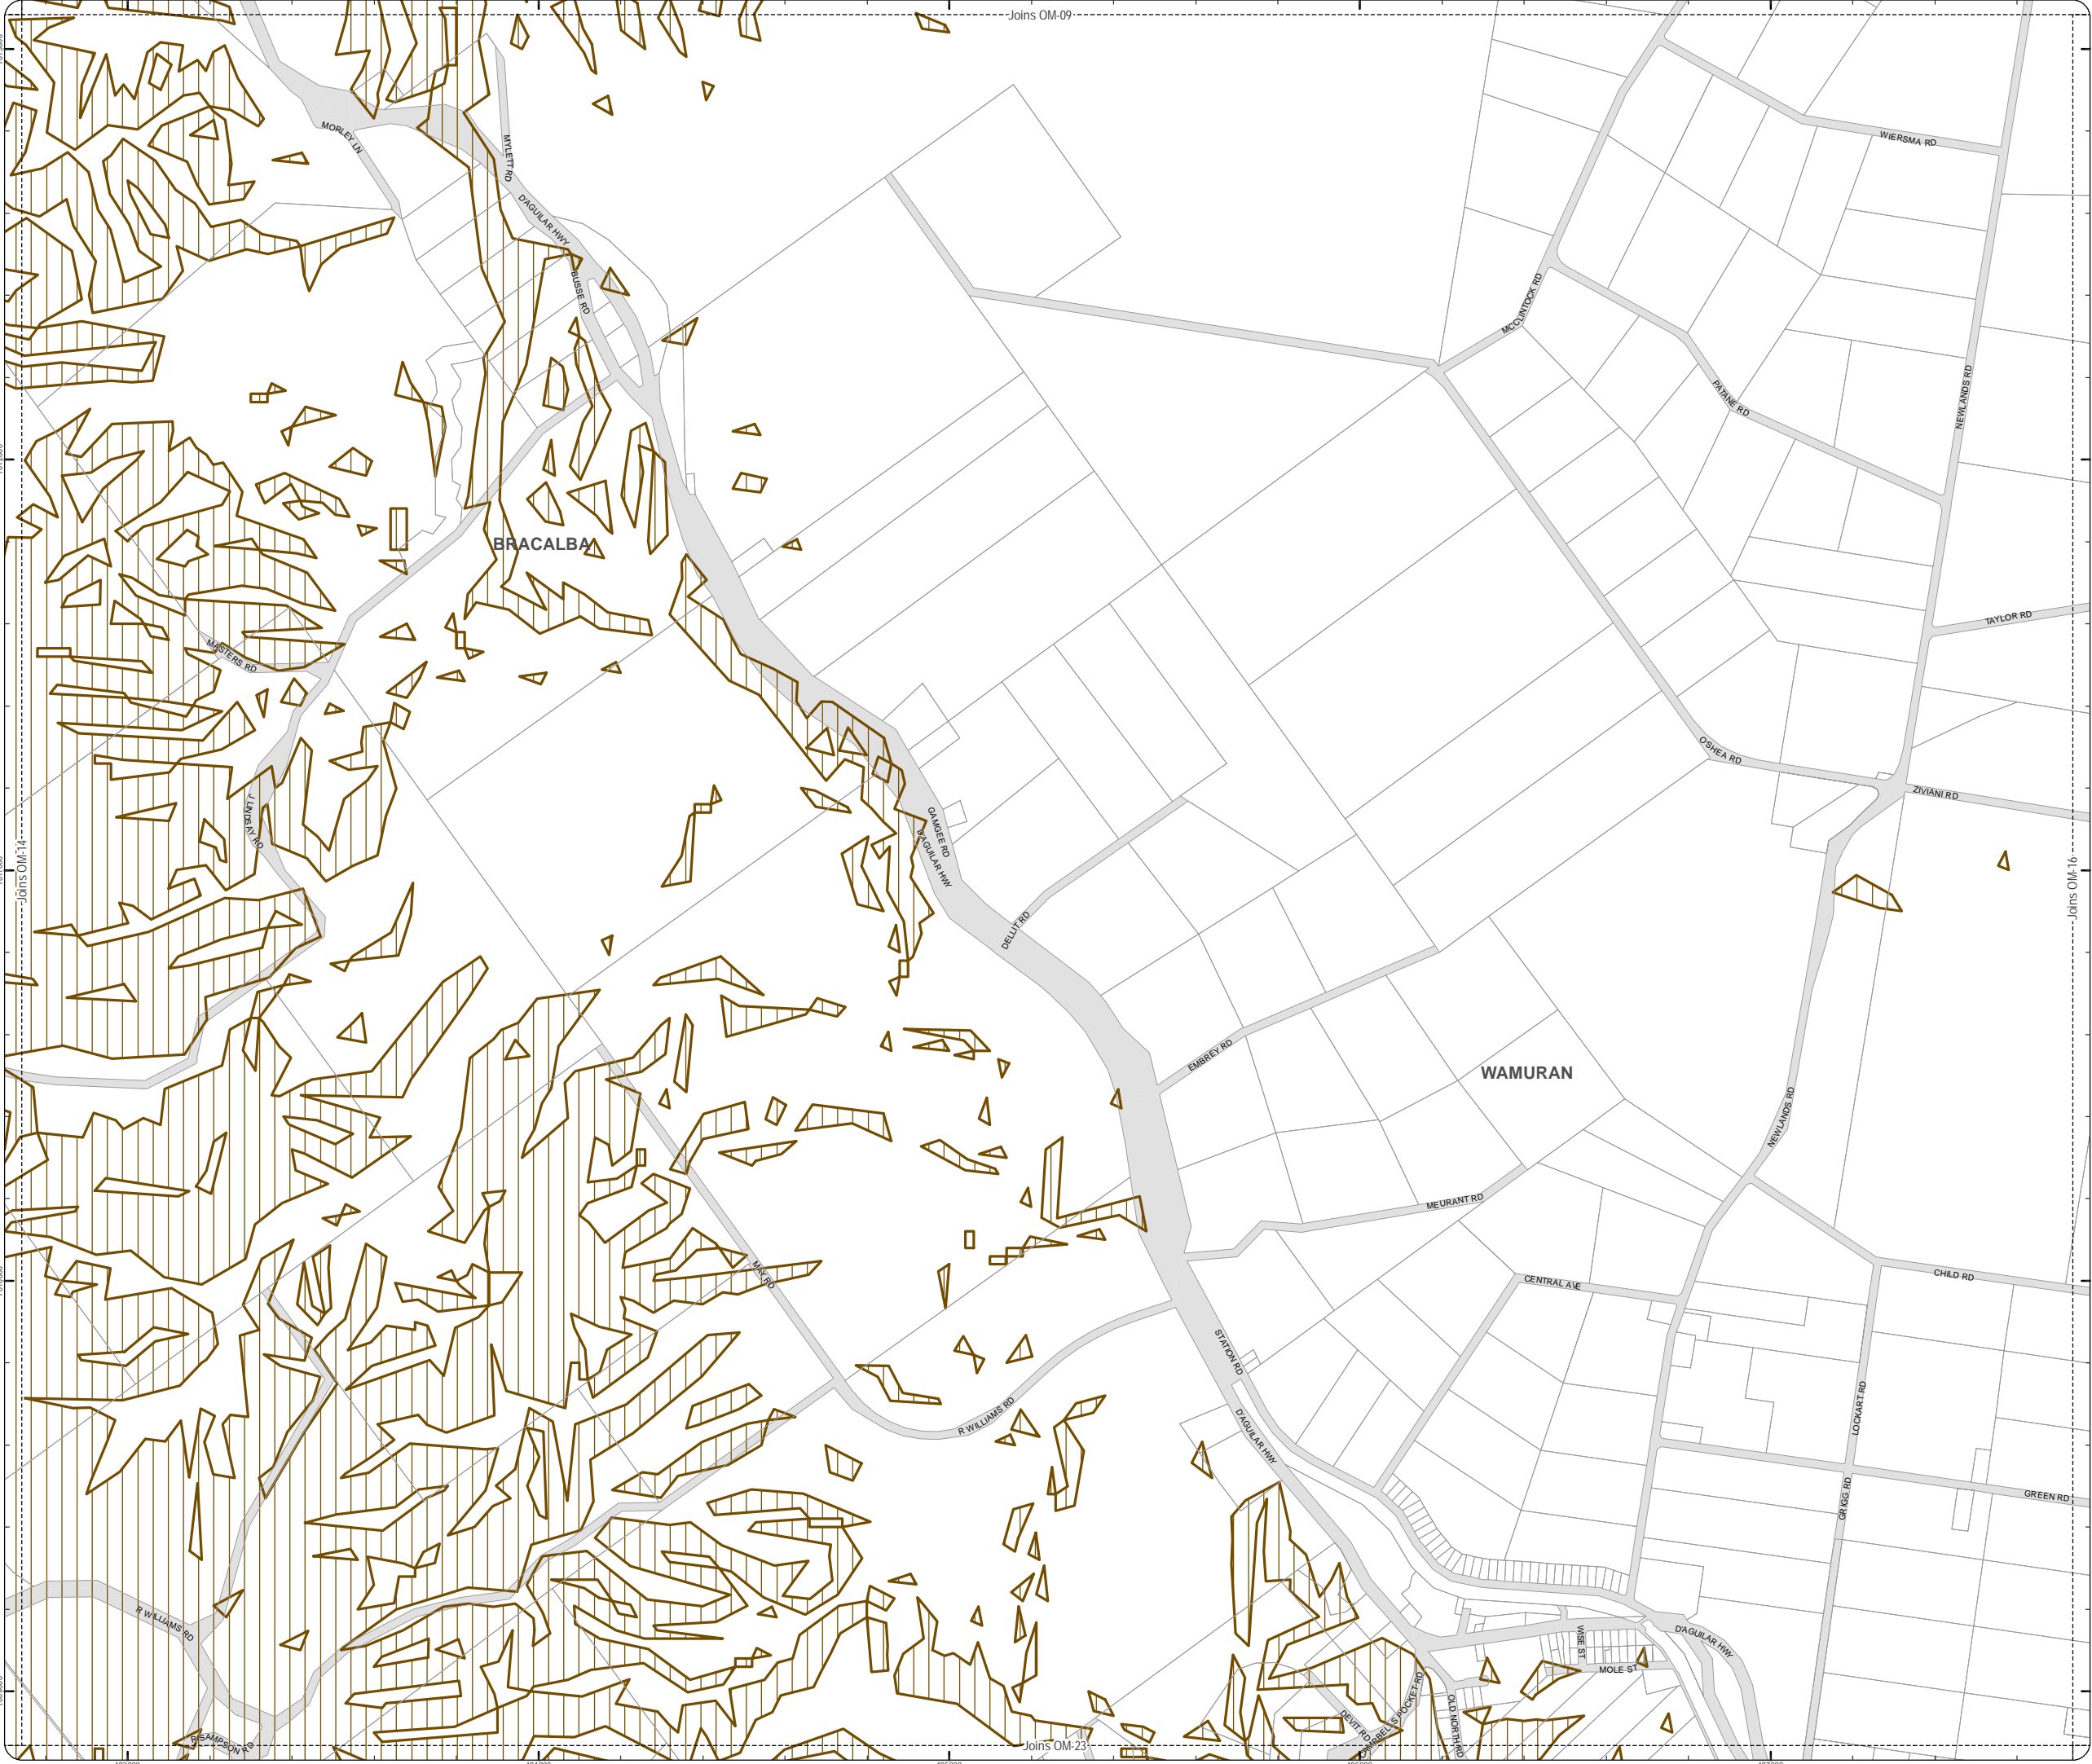 Joins OM-09
WIERSMA RD
MORLEY LN
MYLETT RD
D'AGUILAR HWY
BUSSE RD
MCCLINTOCK RD
PATANE RD
NEWLANDS RD
BRACALBA
TAYLOR RD
MASTERS RD
OSHEA RD
ZIVIANI RD
J LINDSAY RD
GAMGEE RD
D'AGUILAR HWY
Joins OM-14
Joins OM-16
DELLIT RD
EMBREY RD
WAMURAN
NEWLANDS RD
MEURANT RD
MAY RD
CENTRAL AVE
CHILD RD
STATION RD
R WILLIAMS RD
LOCKART RD
D'AGUILAR HWY
GRIGG RD
GREEN RD
R WILLIAMS RD
WISE ST
D'AGUILAR HWY
MOLE ST
DEVIT RD
CAMPBELLS POCKET RD
OLD NORTH RD
R SAMPSON RD
Joins OM-23